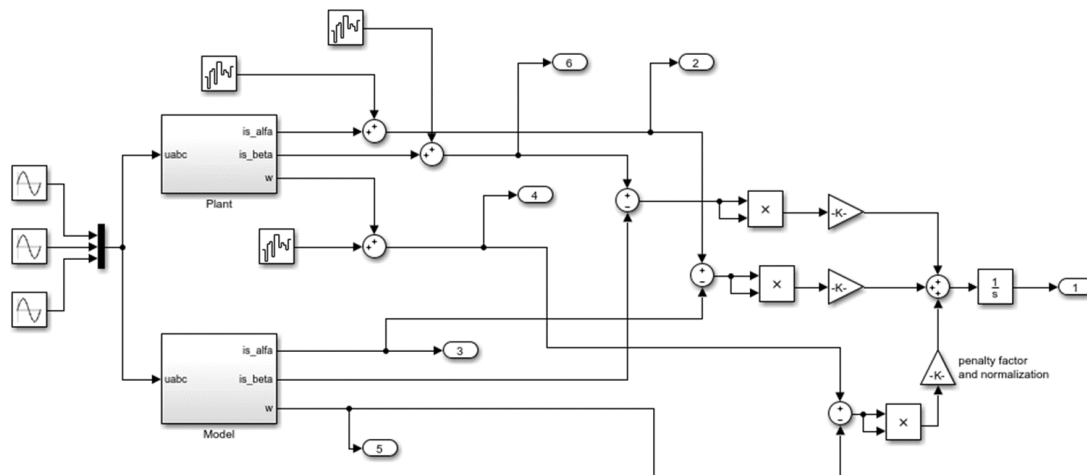 6
2
is_alfa
uabc
is_beta
w
Plant
4
-K-
-K-
1
s
1
is_alfa
3
uabc
is_beta
w
Model
5
penalty factor
and normalization
-K-